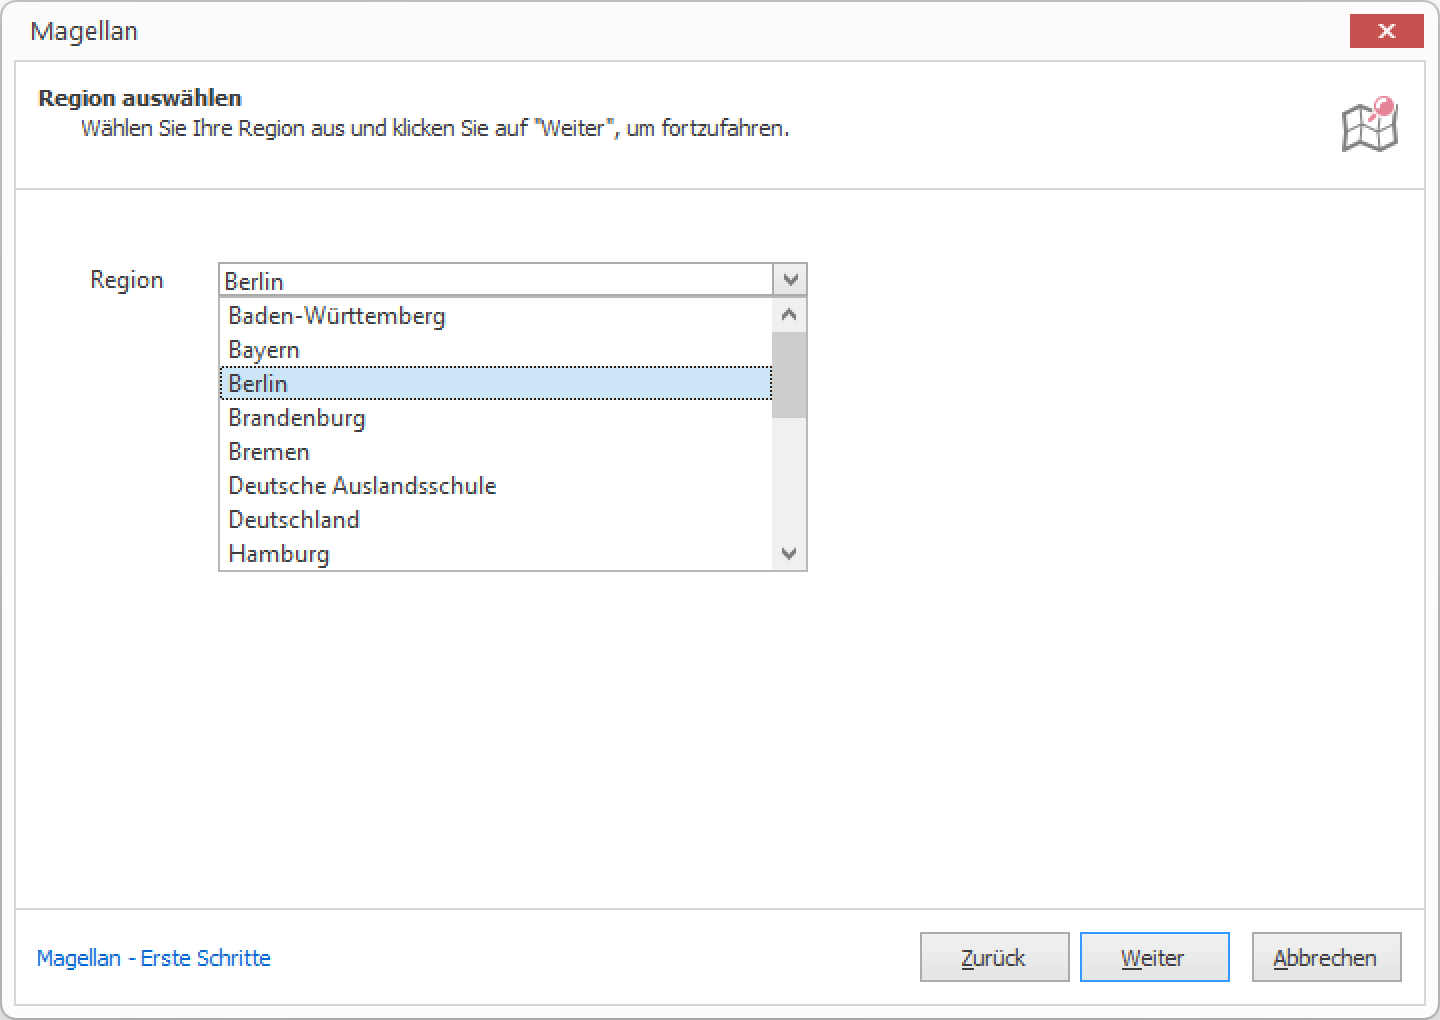 Magellan
Region auswählen
Wählen Sie Ihre Region aus und klicken Sie auf "Weiter", um fortzufahren.
Region
Berlin
Baden-Württemberg
Bayern
Berlin
Brandenburg
Bremen
Deutsche Auslandsschule
Deutschland
Hamburg
Magellan - Erste Schritte
Zurück
Weiter
Abbrechen